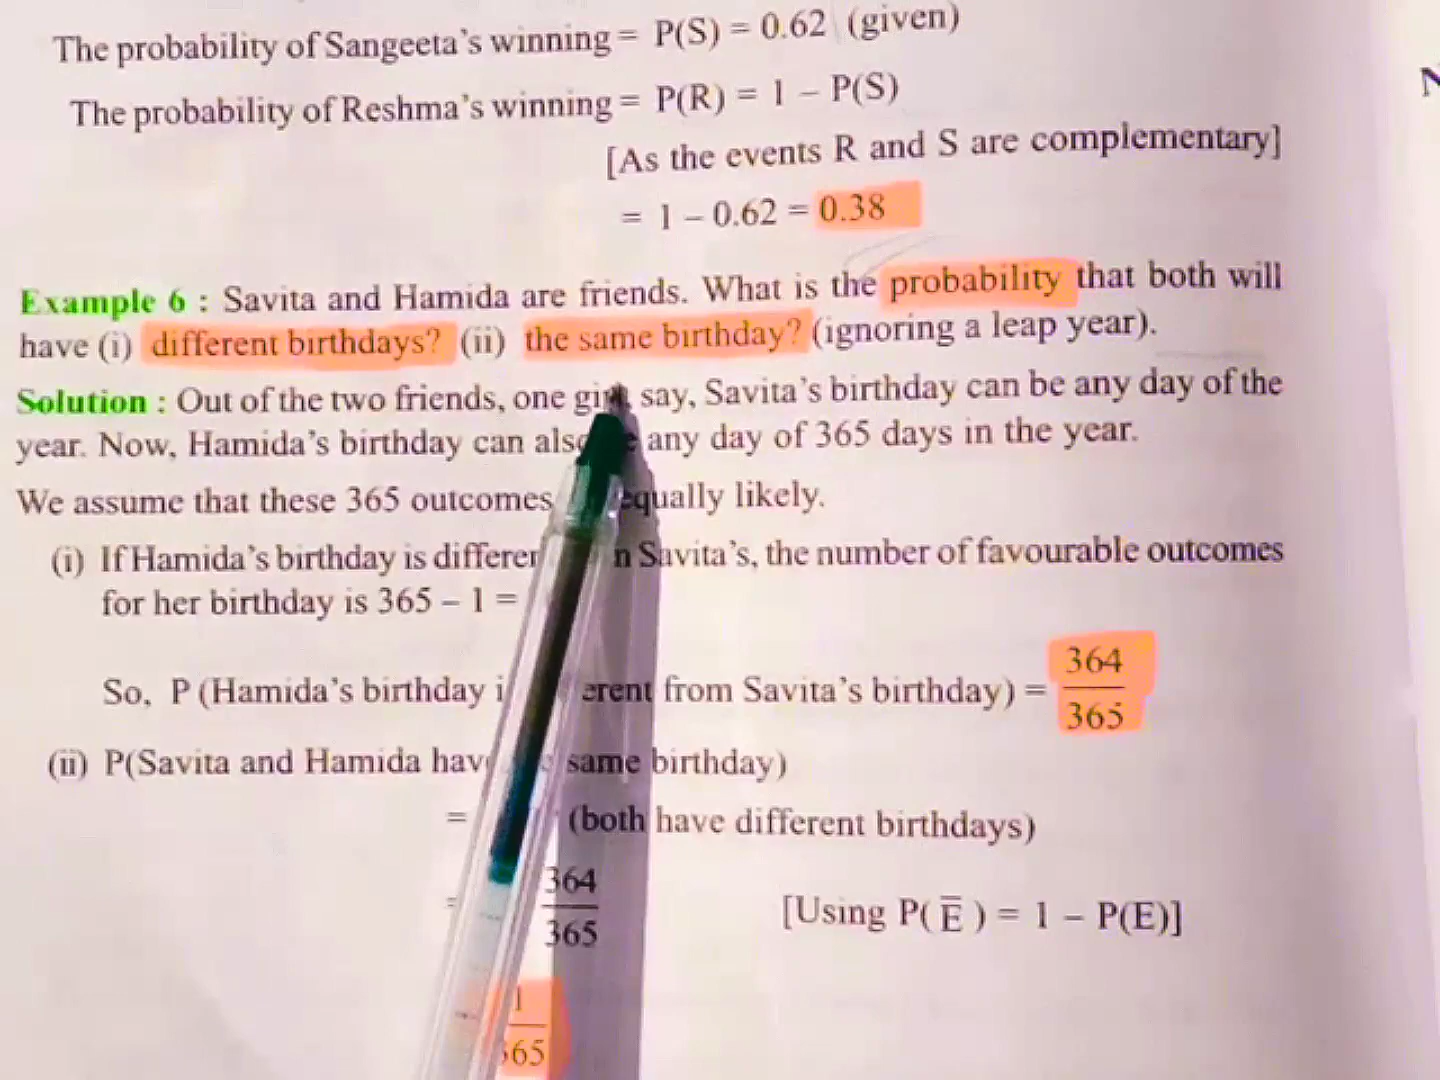 The probability of Sangeeta's winning = P(S) = 0.62 (given)
The probability of Reshma's winning = P(R) = 1 – P(S)
[As the events R and S are complementary]
= 1 – 0.62 = 0.38
Example 6 : Savita and Hamida are friends. What is the probability that both will
have (i) different birthdays? (ii) the same birthday? (ignoring a leap year).
Solution : Out of the two friends, one say, Savita's birthday can be any day of the
year. Now, Hamida's birthday can any day of 365 days in the year.
We assume that these 365 outcomes equally likely.
(i) If Hamida's birthday is Savita's, the number of favourable outcomes
for her birthday is 365 – 1 =
So, P (Hamida's birthday from Savita's birthday) = 364/365
(ii) P(Savita and Hamida same birthday)
= (both have different birthdays)
364/365 [Using P(E̅) = 1 – P(E)]
1/365
N